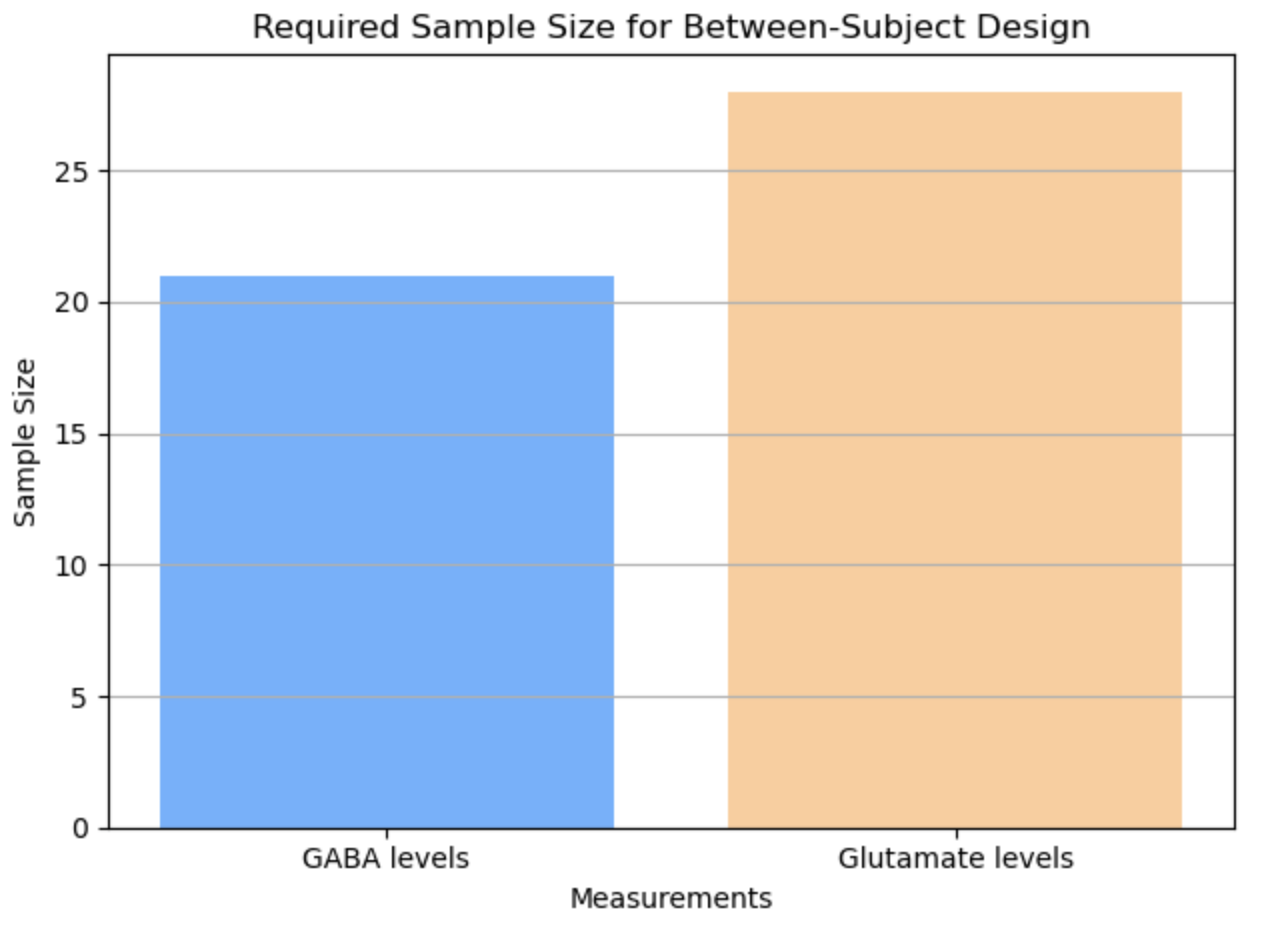 Required Sample Size for Between-Subject Design
25
20
15
10
5
0
Sample Size
GABA levels
Glutamate levels
Measurements